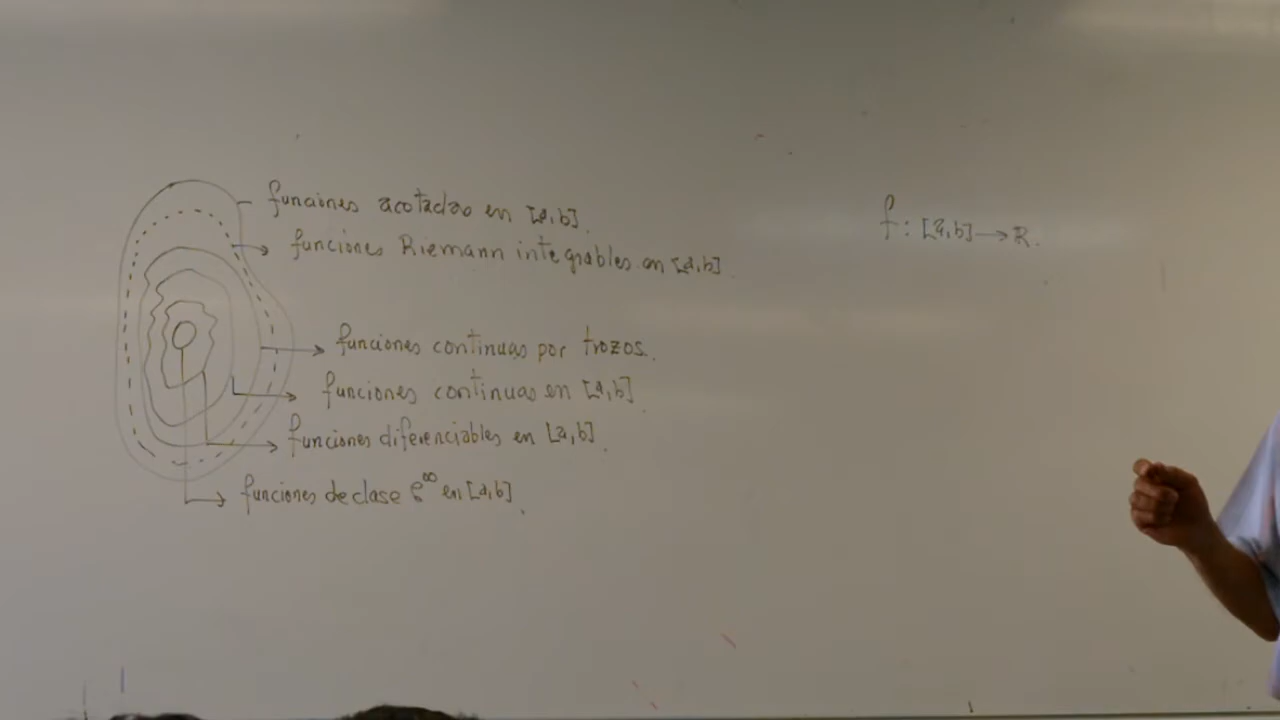 funciones acotadas en [a,b].
funciones Riemann integrables en [a,b].
funciones continuas por trozos.
funciones continuas en [a,b].
funciones diferenciables en [a,b].
funciones de clase C^∞ en [a,b].
f : [a,b] → ℝ.